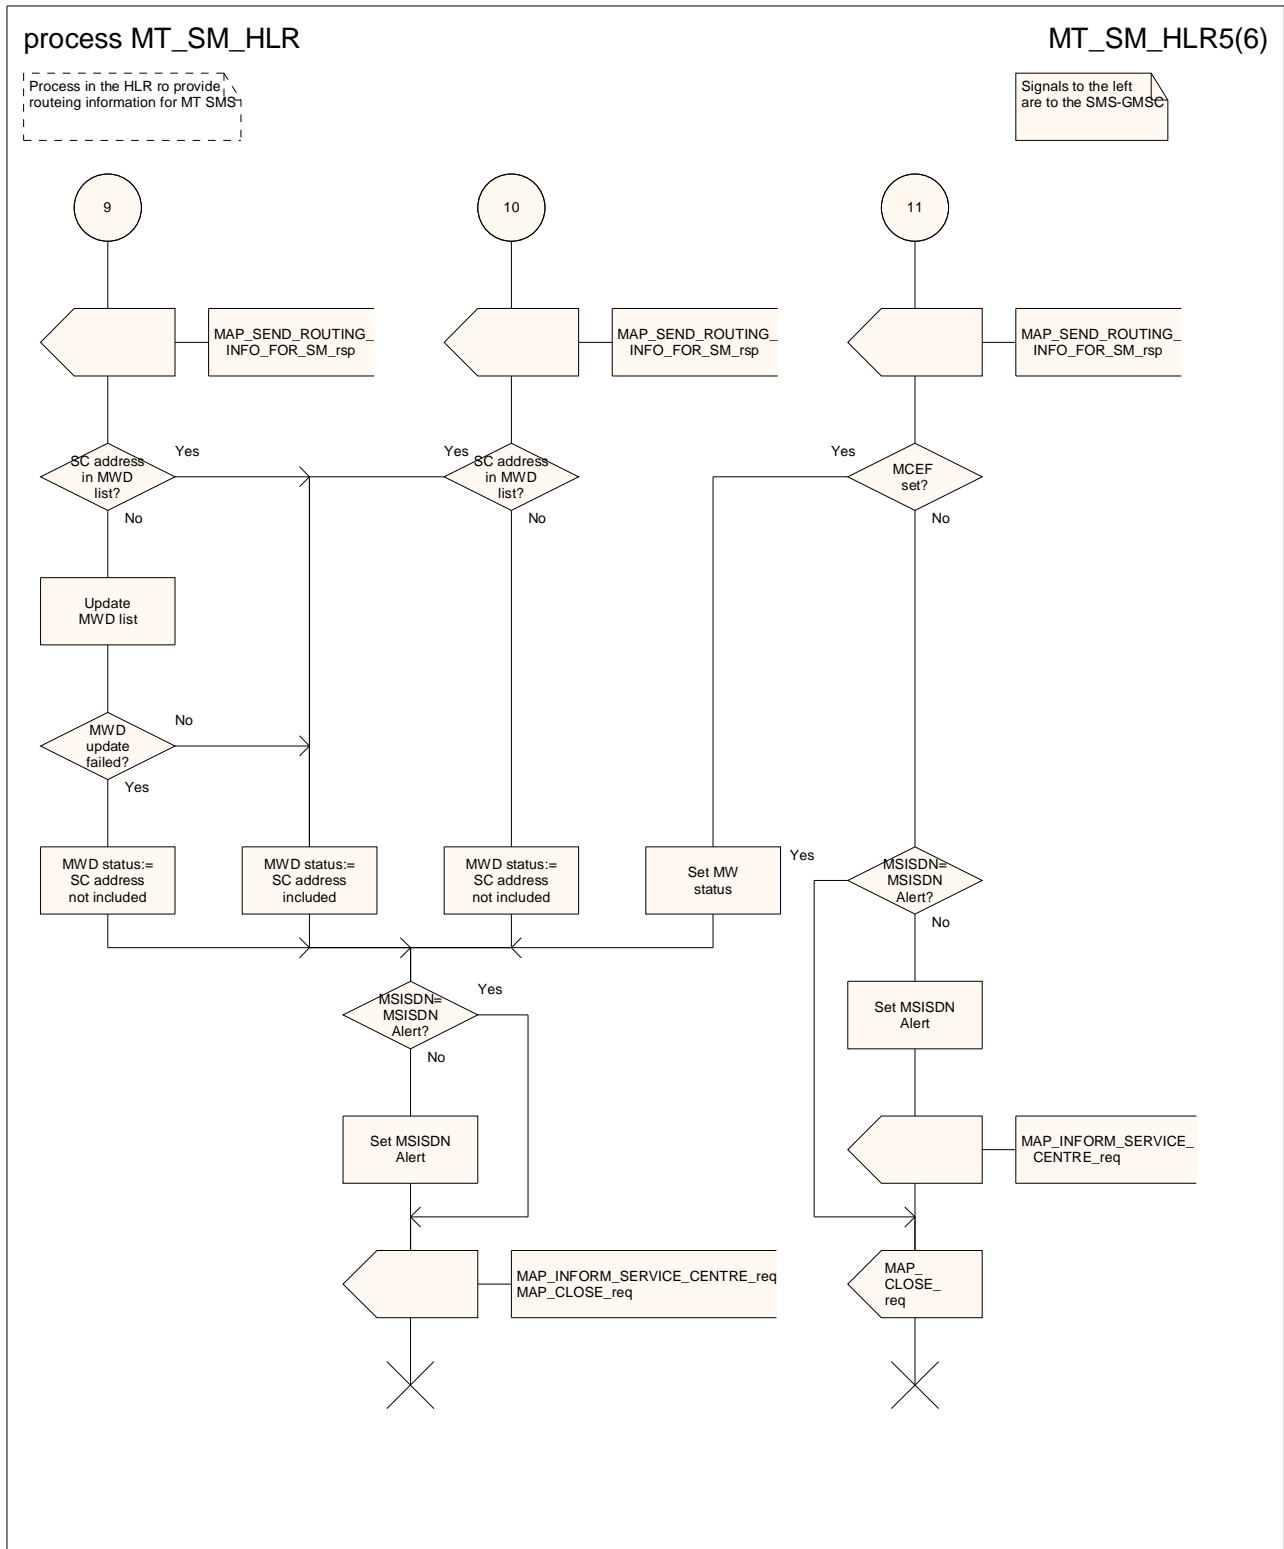 process MT_SM_HLR
MT_SM_HLR5(6)
Process in the HLR ro provide
routeing information for MT SMS
Signals to the left
are to the SMS-GMSC
9
10
11
MAP_SEND_ROUTING_
INFO_FOR_SM_rsp
MAP_SEND_ROUTING_
INFO_FOR_SM_rsp
MAP_SEND_ROUTING_
INFO_FOR_SM_rsp
SC address
in MWD
list?
Yes
No
Yes
SC address
in MWD
list?
No
Yes
MCEF
set?
No
Update
MWD list
MWD
update
failed?
No
Yes
MWD status:=
SC address
not included
MWD status:=
SC address
included
MWD status:=
SC address
not included
Set MW
status
Yes
MSISDN=
MSISDN
Alert?
No
MSISDN=
MSISDN
Alert?
Yes
No
Set MSISDN
Alert
Set MSISDN
Alert
MAP_INFORM_SERVICE_
CENTRE_req
MAP_INFORM_SERVICE_CENTRE_req
MAP_CLOSE_req
MAP_
CLOSE_
req